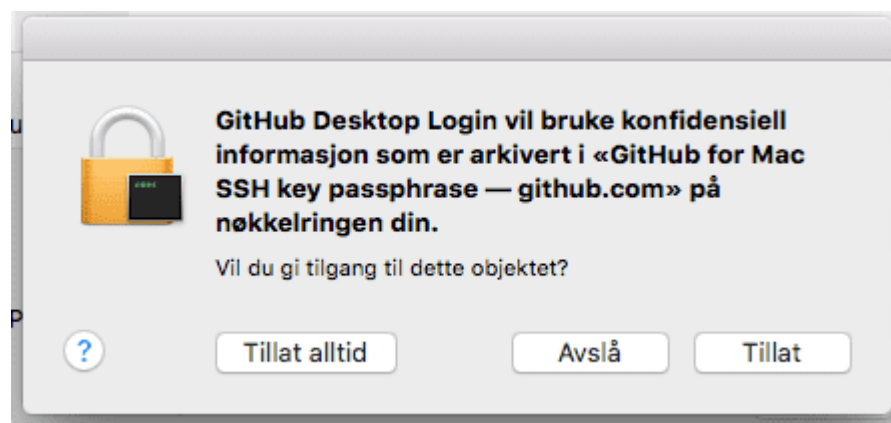 u
GitHub Desktop Login vil bruke konfidensiell
informasjon som er arkivert i «GitHub for Mac
SSH key passphrase — github.com» på
nøkkelringen din.
Vil du gi tilgang til dette objektet?
P
?
Tillat alltid
Avslå
Tillat